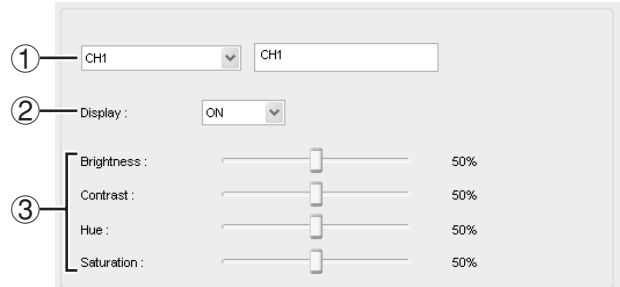 ① CH1 CH1
② Display : ON
③ Brightness : 50%
Contrast : 50%
Hue : 50%
Saturation : 50%